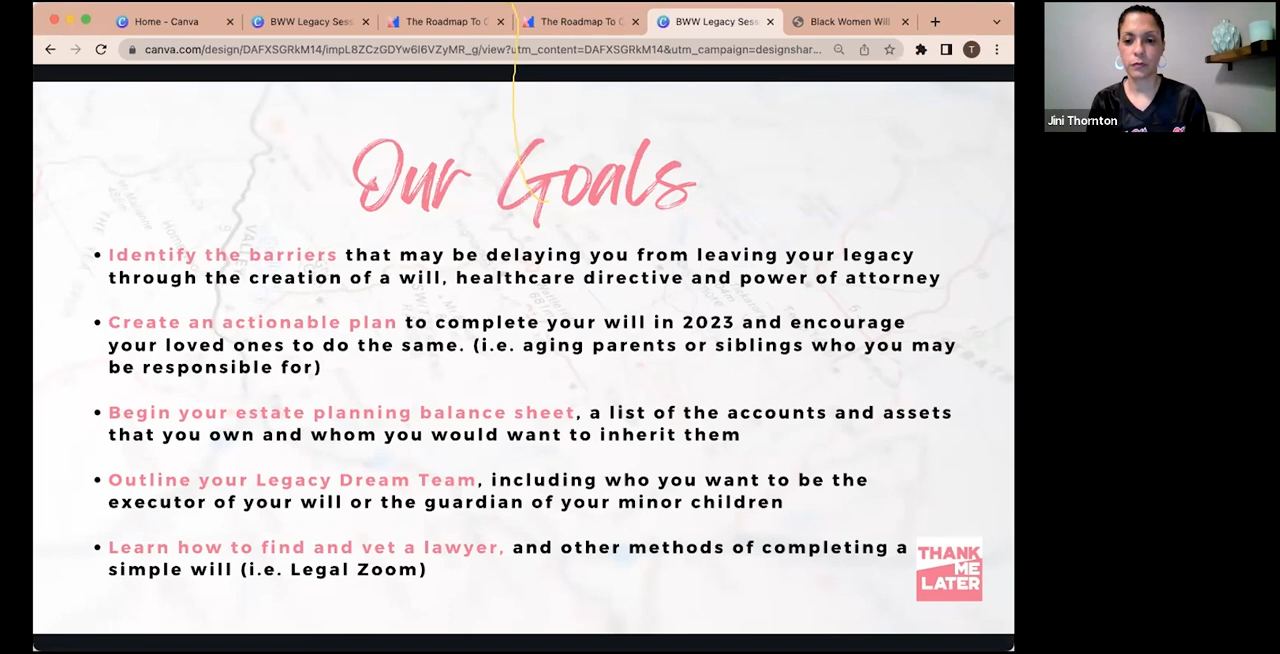 Home - Canva
BWW Legacy Sess
The Roadmap To C
The Roadmap To C
BWW Legacy Sess
Black Women Will
canva.com/design/DAFXSGRkM14/impL8ZCzGDYw6I6VZyMR_g/view?utm_content=DAFXSGRkM14&utm_campaign=designshar...
T
Jini Thornton
Our Goals
• Identify the barriers that may be delaying you from leaving your legacy
through the creation of a will, healthcare directive and power of attorney
• Create an actionable plan to complete your will in 2023 and encourage
your loved ones to do the same. (i.e. aging parents or siblings who you may
be responsible for)
• Begin your estate planning balance sheet, a list of the accounts and assets
that you own and whom you would want to inherit them
• Outline your Legacy Dream Team, including who you want to be the
executor of your will or the guardian of your minor children
• Learn how to find and vet a lawyer, and other methods of completing a
simple will (i.e. Legal Zoom)
THANK
ME
LATER